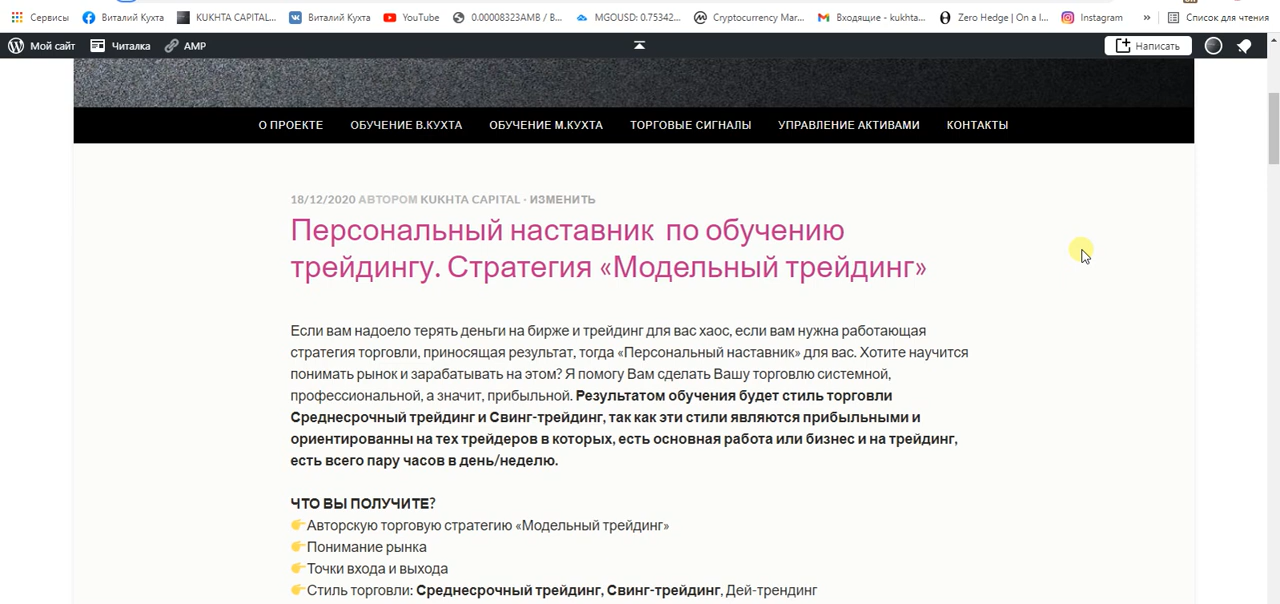 Сервисы Виталий Кухта KUKHTA CAPITAL... Виталий Кухта YouTube 0.00008323AMB / B... MGOUSD: 0.75342... Cryptocurrency Mar... Входящие - kukhta... Zero Hedge | On a l... Instagram » Список для чтения
Мой сайт Читалка AMP Написать
О ПРОЕКТЕ ОБУЧЕНИЕ В.КУХТА ОБУЧЕНИЕ М.КУХТА ТОРГОВЫЕ СИГНАЛЫ УПРАВЛЕНИЕ АКТИВАМИ КОНТАКТЫ
18/12/2020 АВТОРОМ KUKHTA CAPITAL - ИЗМЕНИТЬ
Персональный наставник по обучению
трейдингу. Стратегия «Модельный трейдинг»
Если вам надоело терять деньги на бирже и трейдинг для вас хаос, если вам нужна работающая
стратегия торговли, приносящая результат, тогда «Персональный наставник» для вас. Хотите научится
понимать рынок и зарабатывать на этом? Я помогу Вам сделать Вашу торговлю системной,
профессиональной, а значит, прибыльной. Результатом обучения будет стиль торговли
Среднесрочный трейдинг и Свинг-трейдинг, так как эти стили являются прибыльными и
ориентированны на тех трейдеров в которых, есть основная работа или бизнес и на трейдинг,
есть всего пару часов в день/неделю.
ЧТО ВЫ ПОЛУЧИТЕ?
👉Авторскую торговую стратегию «Модельный трейдинг»
👉Понимание рынка
👉Точки входа и выхода
👉Стиль торговли: Среднесрочный трейдинг, Свинг-трейдинг, Дей-трендинг